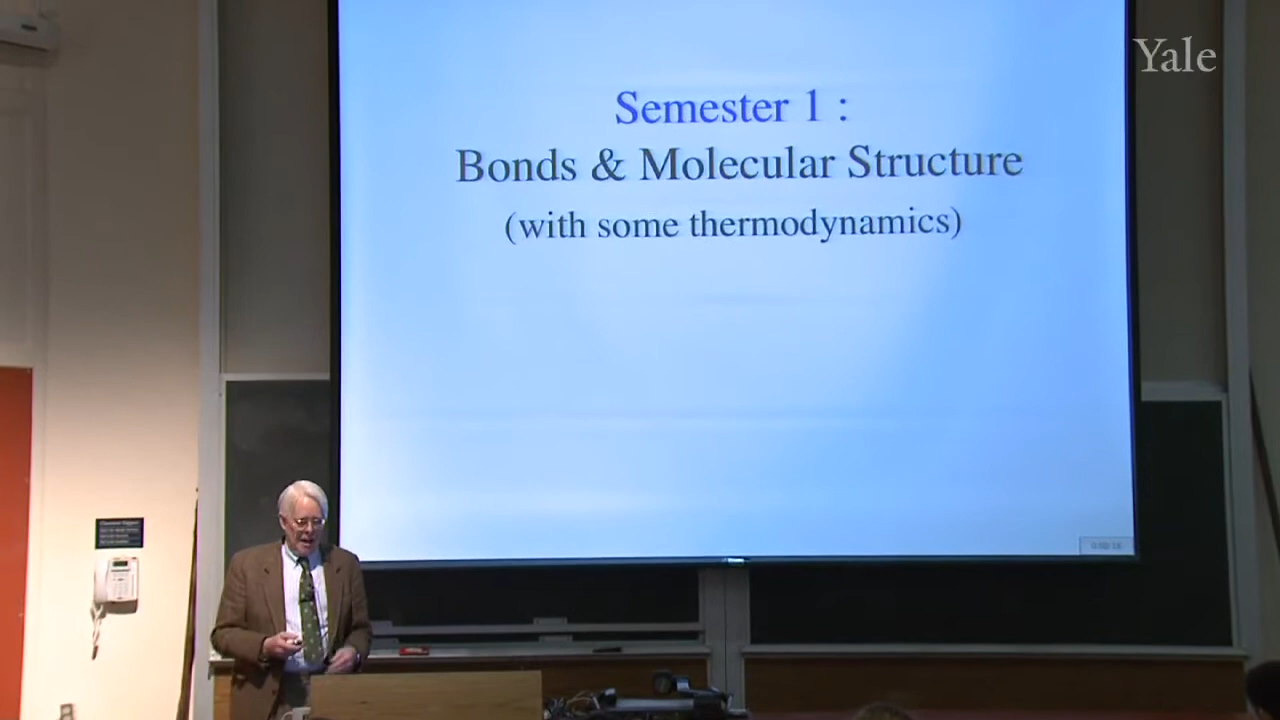 Yale
Semester 1 :
Bonds & Molecular Structure
(with some thermodynamics)